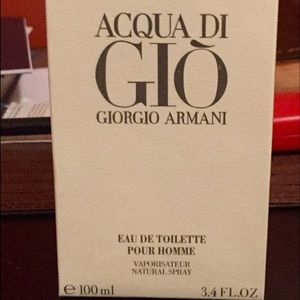 ACQUA DI
GIÒ
GIORGIO ARMANI
EAU DE TOILETTE
POUR HOMME
VAPORISATEUR
NATURAL SPRAY
℮ 100 ml 3.4 FL.OZ